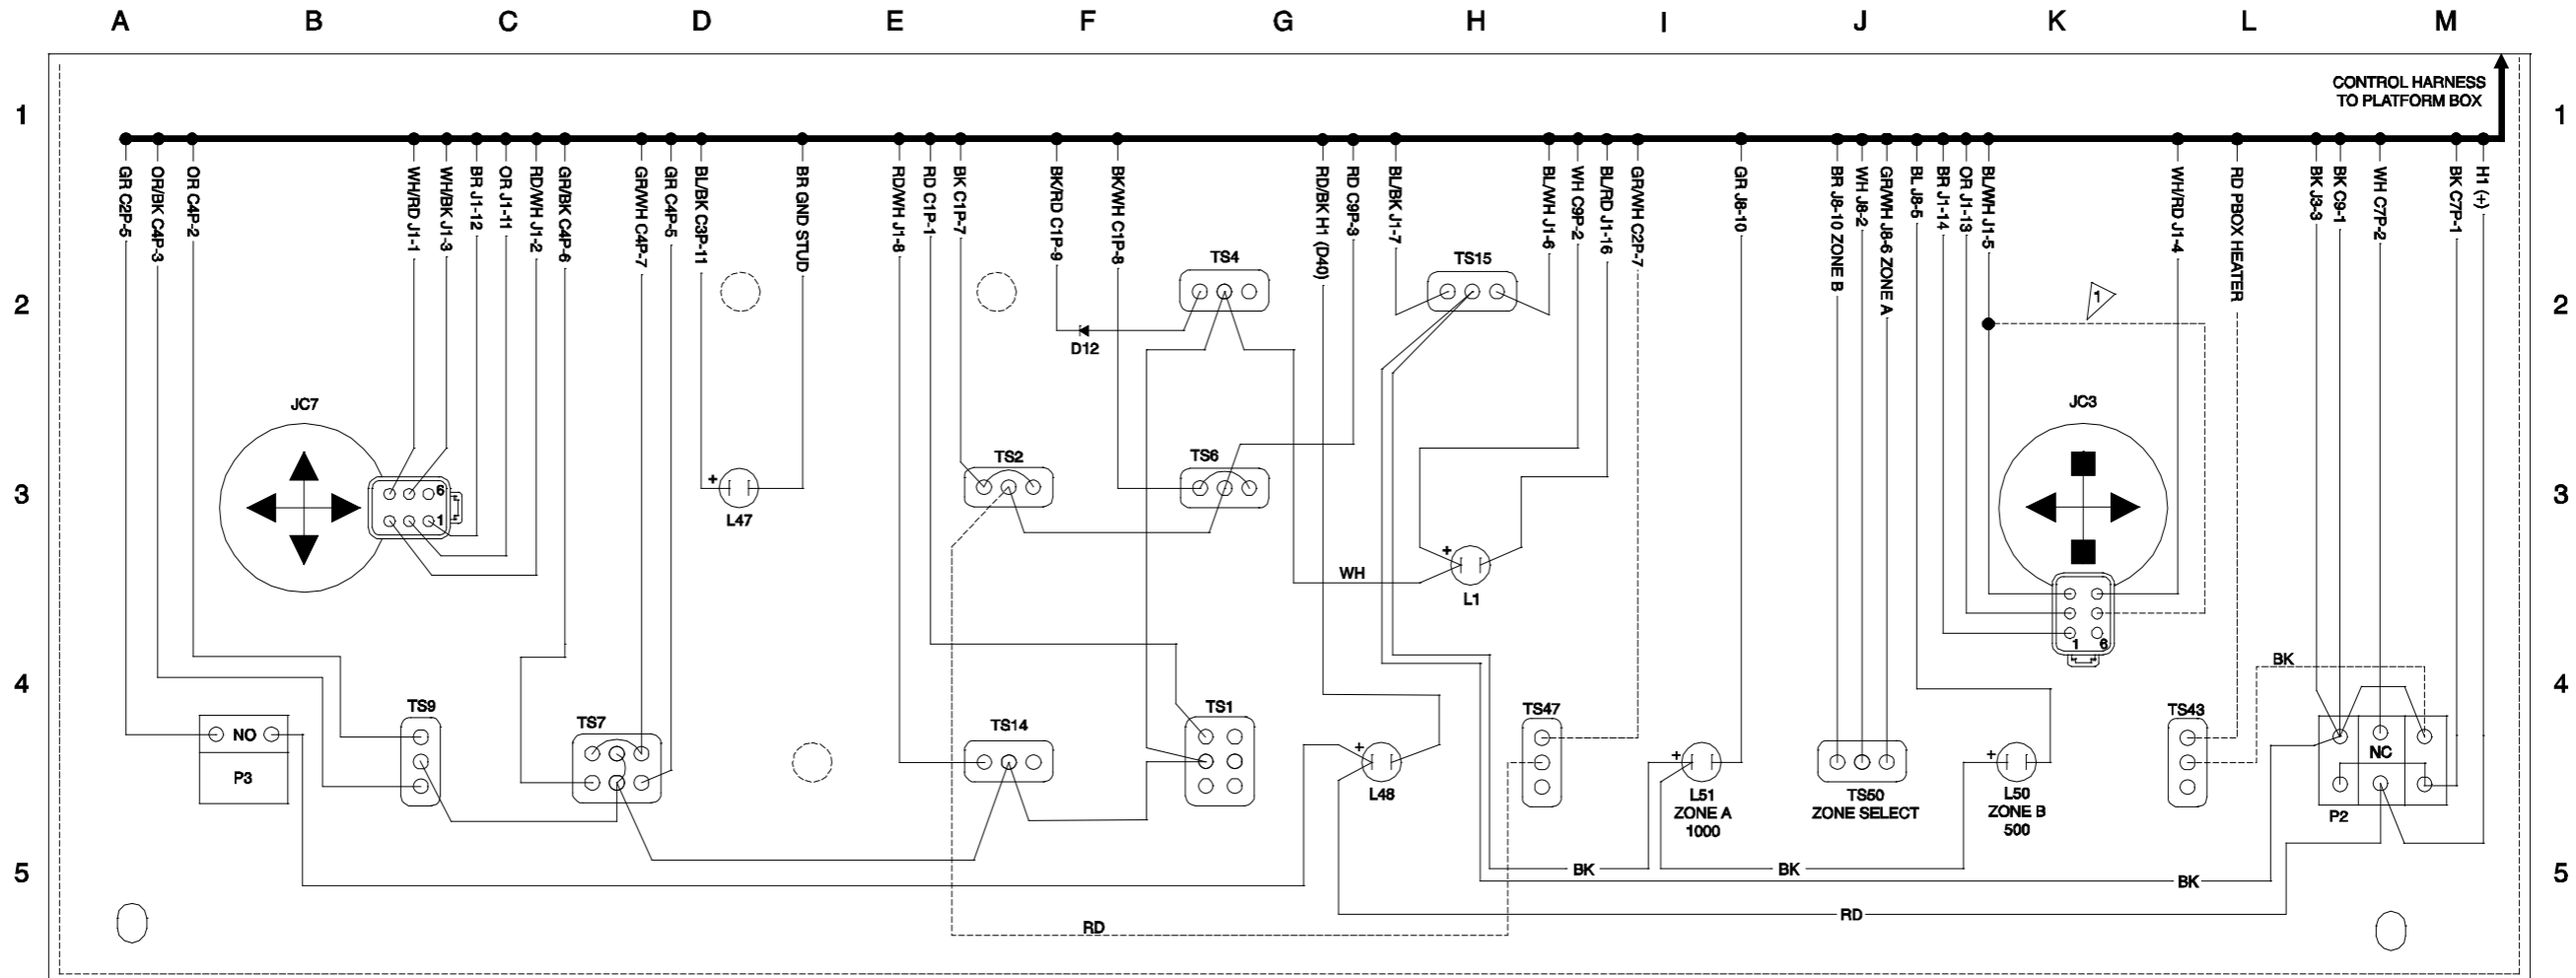 A B C D E F G H I J K L M
CONTROL HARNESS
TO PLATFORM BOX
1 1
GR C2P-5
OR/BK C4P-3
OR C4P-2
WH/RD J1-1
WH/BK J1-3
BR J1-12
OR J1-11
RD/WH J1-2
GR/BK C4P-6
GR/WH C4P-7
GR C4P-5
BL/BK C3P-11
BR GND STUD
RD/WH J1-8
RD C1P-1
BK C1P-7
BK/RD C1P-9
BK/WH C1P-8
RD/BK H1 (D40)
RD C9P-3
BL/BK J1-7
BL/WH J1-6
WH C9P-2
BL/RD J1-16
GR/WH C2P-7
GR J8-10
BR J8-10 ZONE B
WH J8-2
GR/WH J8-6 ZONE A
BL J8-5
BR J1-14
OR J1-13
BL/WH J1-5
WH/RD J1-4
RD PBOX HEATER
BK J3-3
BK C9-1
WH C7P-2
BK C7P-1
H1 (+)
TS4
TS15
2 2
1
D12
JC7
JC3
TS2
TS6
3 3
6
1
+
L47
+
WH
L1
1 6
BK
4 4
TS9
TS7
TS14
TS1
TS47
TS43
NO
P3
+
L48
+
L51
ZONE A
1000
TS50
ZONE SELECT
+
L50
ZONE B
500
NC
P2
5 5
BK
BK
BK
RD
RD